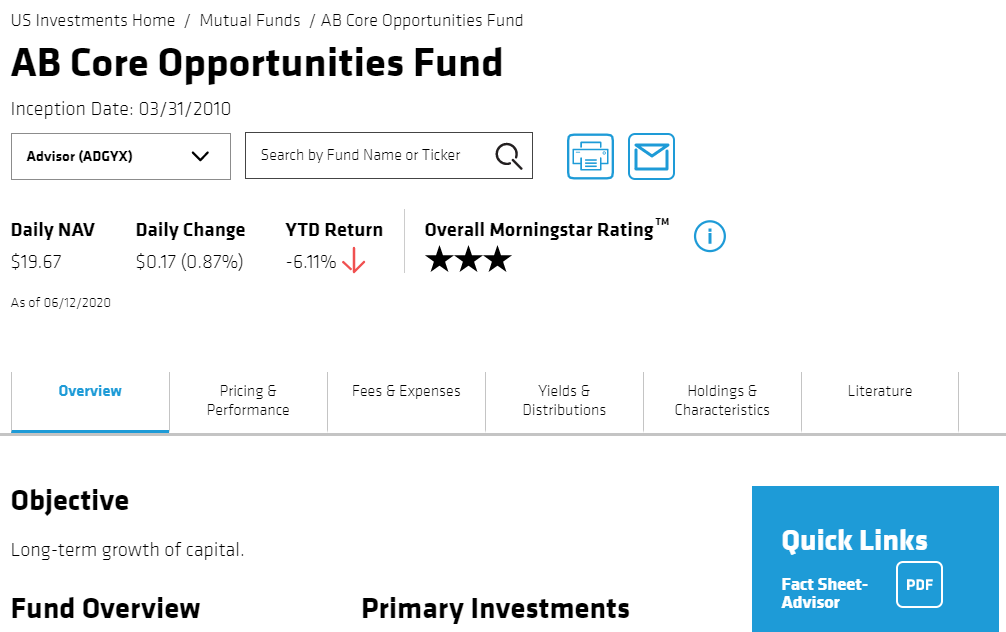 US Investments Home / Mutual Funds / AB Core Opportunities Fund
AB Core Opportunities Fund
Inception Date: 03/31/2010
Advisor (ADGYX)
Search by Fund Name or Ticker
Daily NAV
$19.67
Daily Change
$0.17 (0.87%)
YTD Return
-6.11%
Overall Morningstar Rating™
As of 06/12/2020
Overview
Pricing &
Performance
Fees & Expenses
Yields &
Distributions
Holdings &
Characteristics
Literature
Objective
Long-term growth of capital.
Fund Overview
Primary Investments
Quick Links
Fact Sheet-
Advisor
PDF